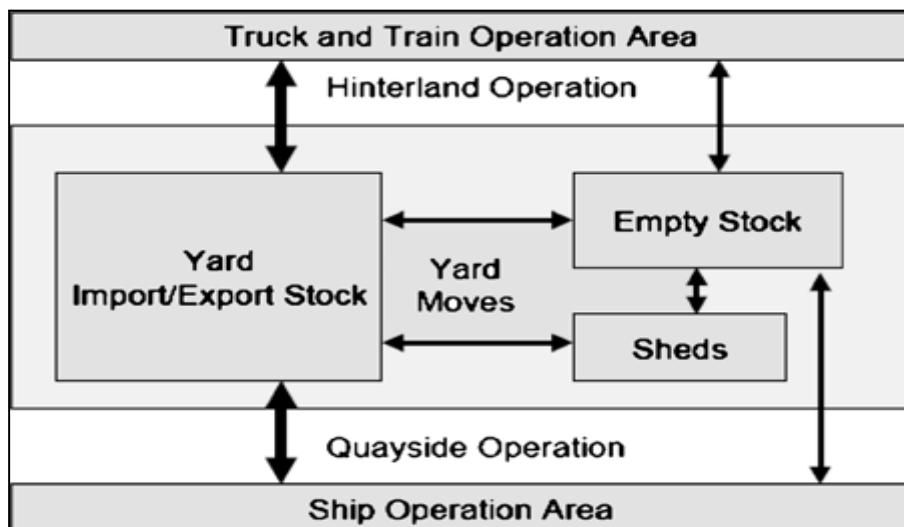 Truck and Train Operation Area
Hinterland Operation
Yard
Import/Export Stock
Yard
Moves
Empty Stock
Sheds
Quayside Operation
Ship Operation Area